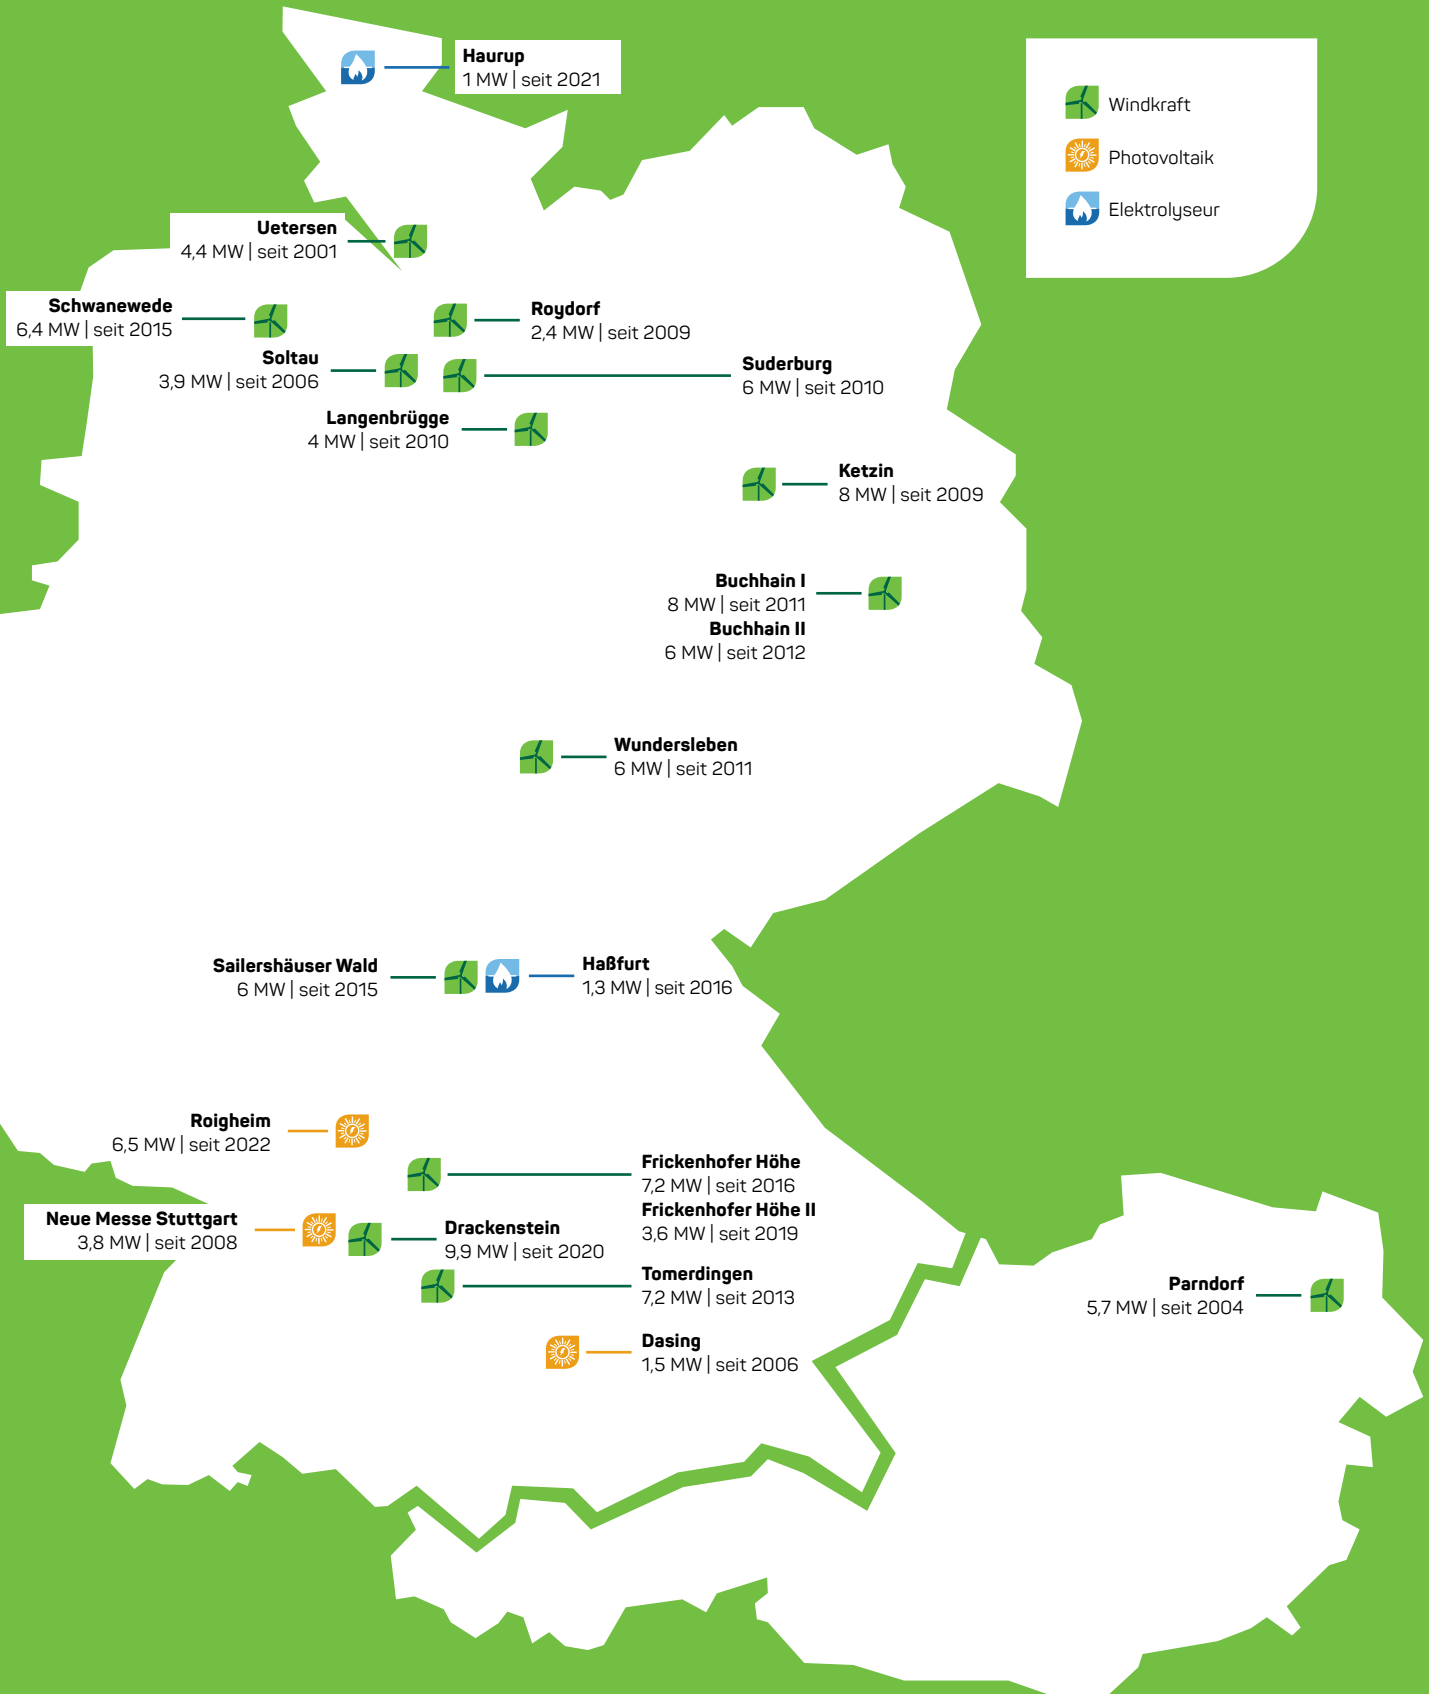 Haurup
1 MW | seit 2021
Windkraft
Photovoltaik
Elektrolyseur
Uetersen
4,4 MW | seit 2001
Schwanewede
6,4 MW | seit 2015
Roydorf
2,4 MW | seit 2009
Soltau
3,9 MW | seit 2006
Suderburg
6 MW | seit 2010
Langenbrügge
4 MW | seit 2010
Ketzin
8 MW | seit 2009
Buchhain I
8 MW | seit 2011
Buchhain II
6 MW | seit 2012
Wundersleben
6 MW | seit 2011
Sailershäuser Wald
6 MW | seit 2015
Haßfurt
1,3 MW | seit 2016
Roigheim
6,5 MW | seit 2022
Frickenhofer Höhe
7,2 MW | seit 2016
Frickenhofer Höhe II
3,6 MW | seit 2019
Neue Messe Stuttgart
3,8 MW | seit 2008
Drackenstein
9,9 MW | seit 2020
Tomerdingen
7,2 MW | seit 2013
Parndorf
5,7 MW | seit 2004
Dasing
1,5 MW | seit 2006